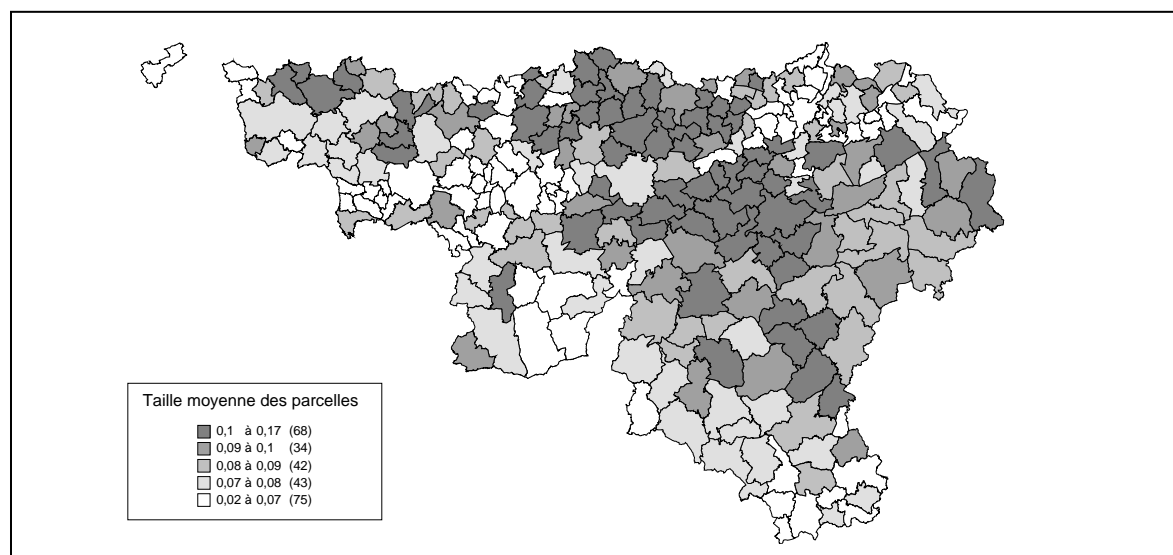 Taille moyenne des parcelles
0,1 à 0,17 (68)
0,09 à 0,1 (34)
0,08 à 0,09 (42)
0,07 à 0,08 (43)
0,02 à 0,07 (75)